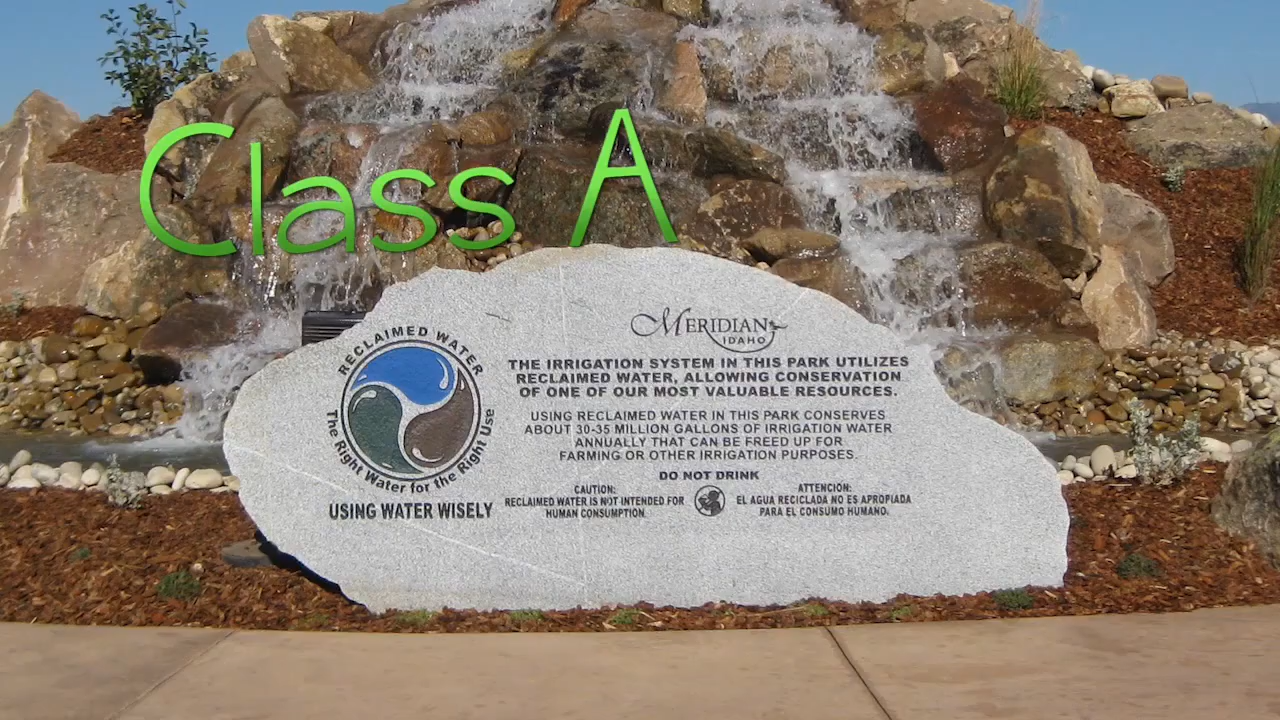 Class A
MERIDIAN
IDAHO
RECLAIMED WATER
The Right Water for the Right Use
USING WATER WISELY
THE IRRIGATION SYSTEM IN THIS PARK UTILIZES
RECLAIMED WATER, ALLOWING CONSERVATION
OF ONE OF OUR MOST VALUABLE RESOURCES.
USING RECLAIMED WATER IN THIS PARK CONSERVES
ABOUT 30-35 MILLION GALLONS OF IRRIGATION WATER
ANNUALLY THAT CAN BE FREED UP FOR
FARMING OR OTHER IRRIGATION PURPOSES.
DO NOT DRINK
CAUTION:
RECLAIMED WATER IS NOT INTENDED FOR
HUMAN CONSUMPTION.
ATTENCION:
EL AGUA RECICLADA NO ES APROPIADA
PARA EL CONSUMO HUMANO.